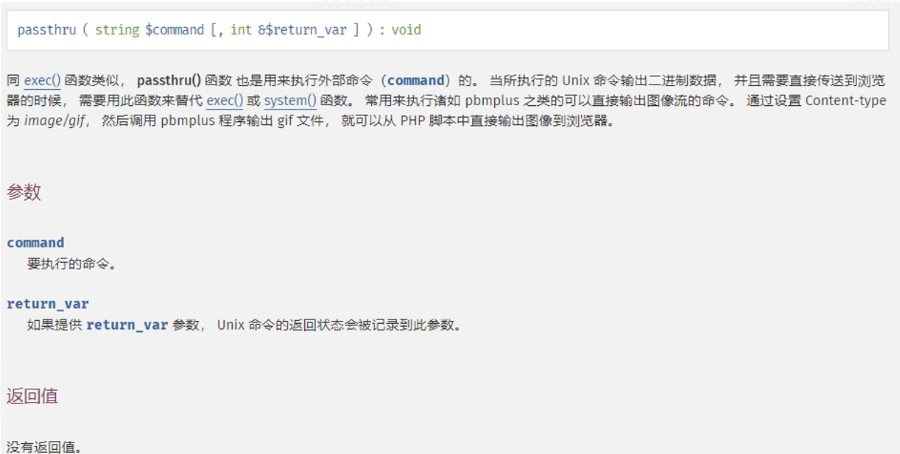 passthru ( string $command [, int &$return_var ] ) : void
同 exec() 函数类似， passthru() 函数 也是用来执行外部命令（command）的。 当所执行的 Unix 命令输出二进制数据， 并且需要直接传送到浏览
器的时候， 需要用此函数来替代 exec() 或 system() 函数。 常用来执行诸如 pbmplus 之类的可以直接输出图像流的命令。 通过设置 Content-type
为 image/gif， 然后调用 pbmplus 程序输出 gif 文件， 就可以从 PHP 脚本中直接输出图像到浏览器。
参数
command
要执行的命令。
return_var
如果提供 return_var 参数， Unix 命令的返回状态会被记录到此参数。
返回值
没有返回值。